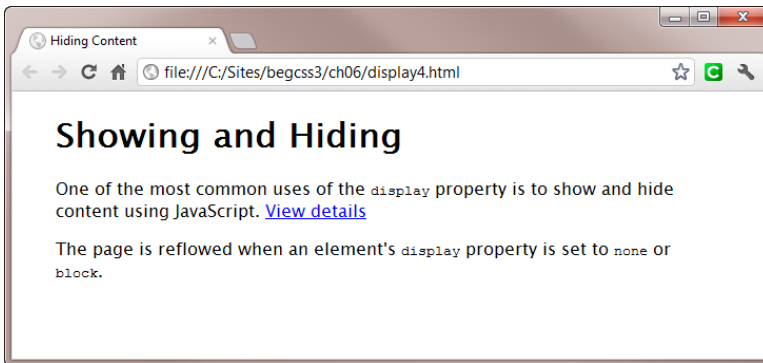 Hiding Content
file:///C:/Sites/begcss3/ch06/display4.html
C
Showing and Hiding
One of the most common uses of the display property is to show and hide
content using JavaScript. View details
The page is reflowed when an element's display property is set to none or
block.